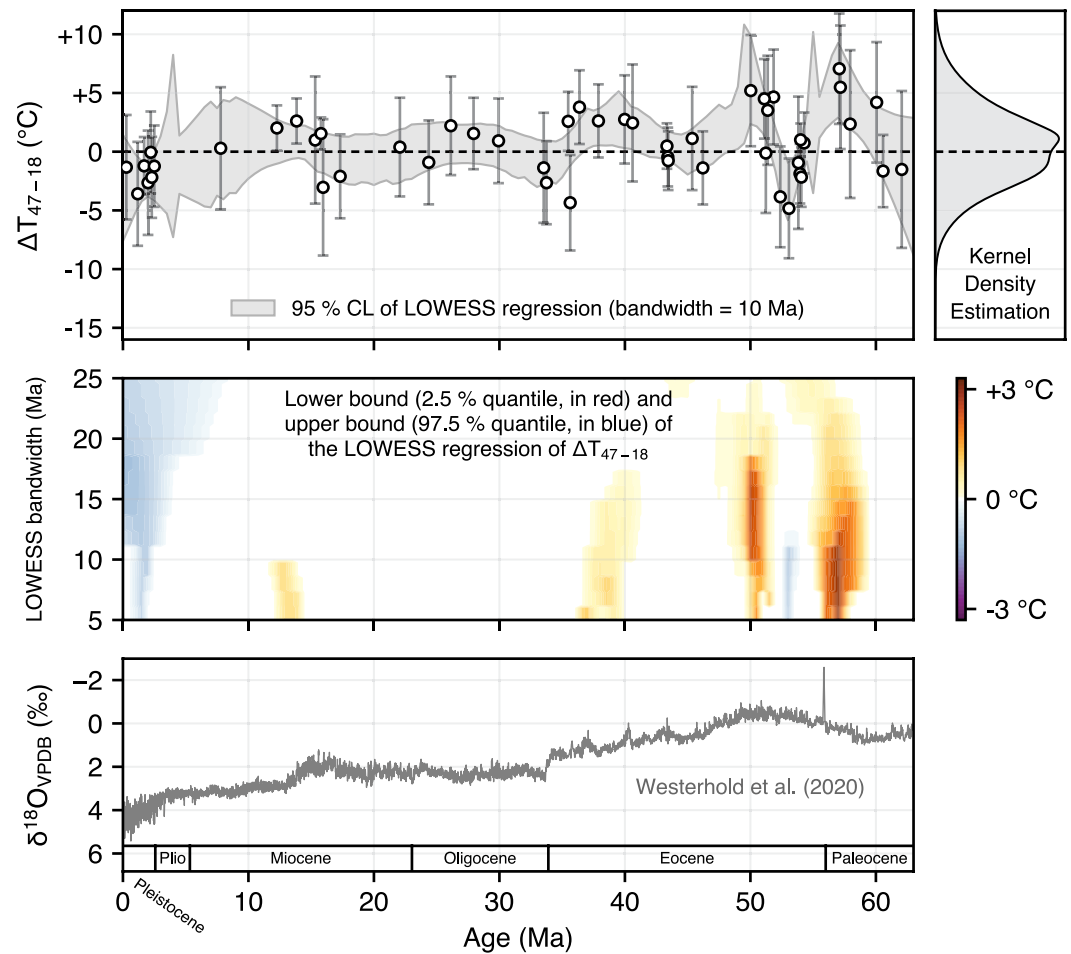 +10
+5
0
-5
-10
-15
ΔT47−18 (°C)
95 % CL of LOWESS regression (bandwidth = 10 Ma)
Kernel
Density
Estimation
25
20
15
10
5
LOWESS bandwidth (Ma)
Lower bound (2.5 % quantile, in red) and
upper bound (97.5 % quantile, in blue) of
the LOWESS regression of ΔT47−18
+3 °C
0 °C
-3 °C
−2
0
2
4
6
δ18OVPDB (‰)
Westerhold et al. (2020)
Plio
Miocene
Oligocene
Eocene
Paleocene
Pleistocene
0 10 20 30 40 50 60
Age (Ma)